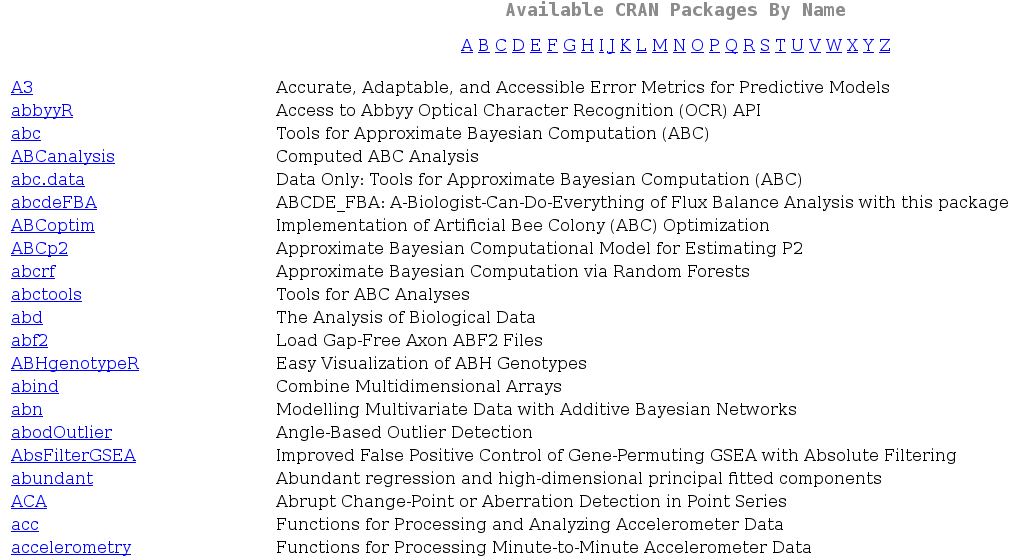 Available CRAN Packages By Name
A B C D E F G H I J K L M N O P Q R S T U V W X Y Z
A3 Accurate, Adaptable, and Accessible Error Metrics for Predictive Models
abbyyR Access to Abbyy Optical Character Recognition (OCR) API
abc Tools for Approximate Bayesian Computation (ABC)
ABCanalysis Computed ABC Analysis
abc.data Data Only: Tools for Approximate Bayesian Computation (ABC)
abcdeFBA ABCDE_FBA: A-Biologist-Can-Do-Everything of Flux Balance Analysis with this package
ABCoptim Implementation of Artificial Bee Colony (ABC) Optimization
ABCp2 Approximate Bayesian Computational Model for Estimating P2
abcrf Approximate Bayesian Computation via Random Forests
abctools Tools for ABC Analyses
abd The Analysis of Biological Data
abf2 Load Gap-Free Axon ABF2 Files
ABHgenotypeR Easy Visualization of ABH Genotypes
abind Combine Multidimensional Arrays
abn Modelling Multivariate Data with Additive Bayesian Networks
abodOutlier Angle-Based Outlier Detection
AbsFilterGSEA Improved False Positive Control of Gene-Permuting GSEA with Absolute Filtering
abundant Abundant regression and high-dimensional principal fitted components
ACA Abrupt Change-Point or Aberration Detection in Point Series
acc Functions for Processing and Analyzing Accelerometer Data
accelerometry Functions for Processing Minute-to-Minute Accelerometer Data